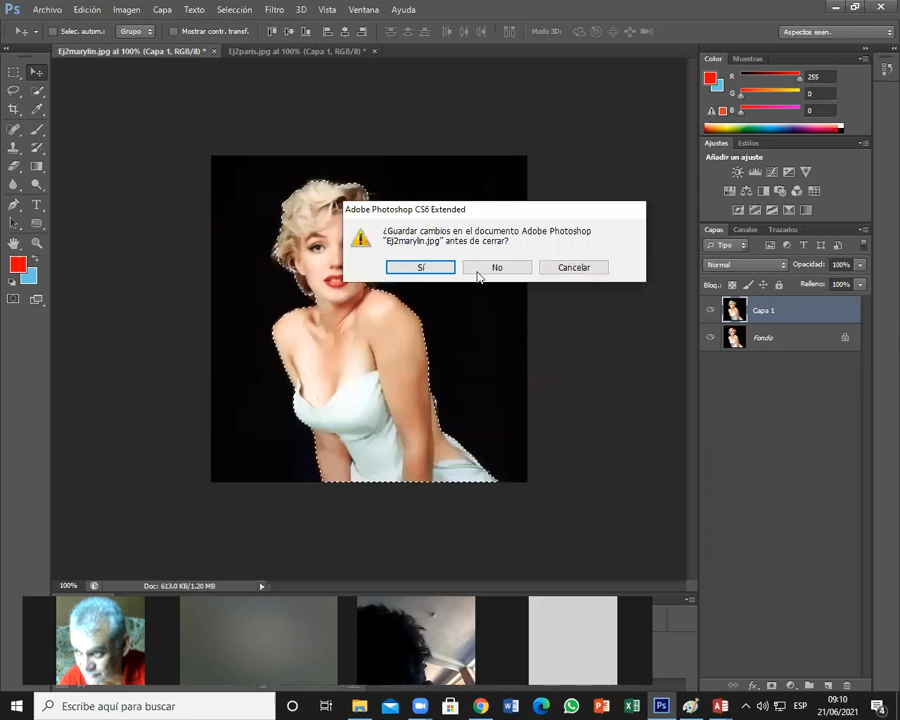 Ps Archivo Edición Imagen Capa Texto Selección Filtro 3D Vista Ventana Ayuda
Selec. autom.: Grupo Mostrar contr. transf. Modo 3D: Aspectos esen.
Ej2marylin.jpg al 100% (Capa 1, RGB/8) * × Ej2paris.jpg al 100% (Capa 1, RGB/8) * ×
Color Muestras
R 255
G 0
B 0
Ajustes Estilos
Añadir un ajuste
Capas Canales Trazados
Tipo
Normal Opacidad: 100%
Bloq.: Relleno: 100%
Capa 1
Fondo
Adobe Photoshop CS6 Extended
¿Guardar cambios en el documento Adobe Photoshop
"Ej2marylin.jpg" antes de cerrar?
Sí No Cancelar
100% Doc: 613.0 KB/1.20 MB
Escribe aquí para buscar
ESP
09:10
21/06/2021
4